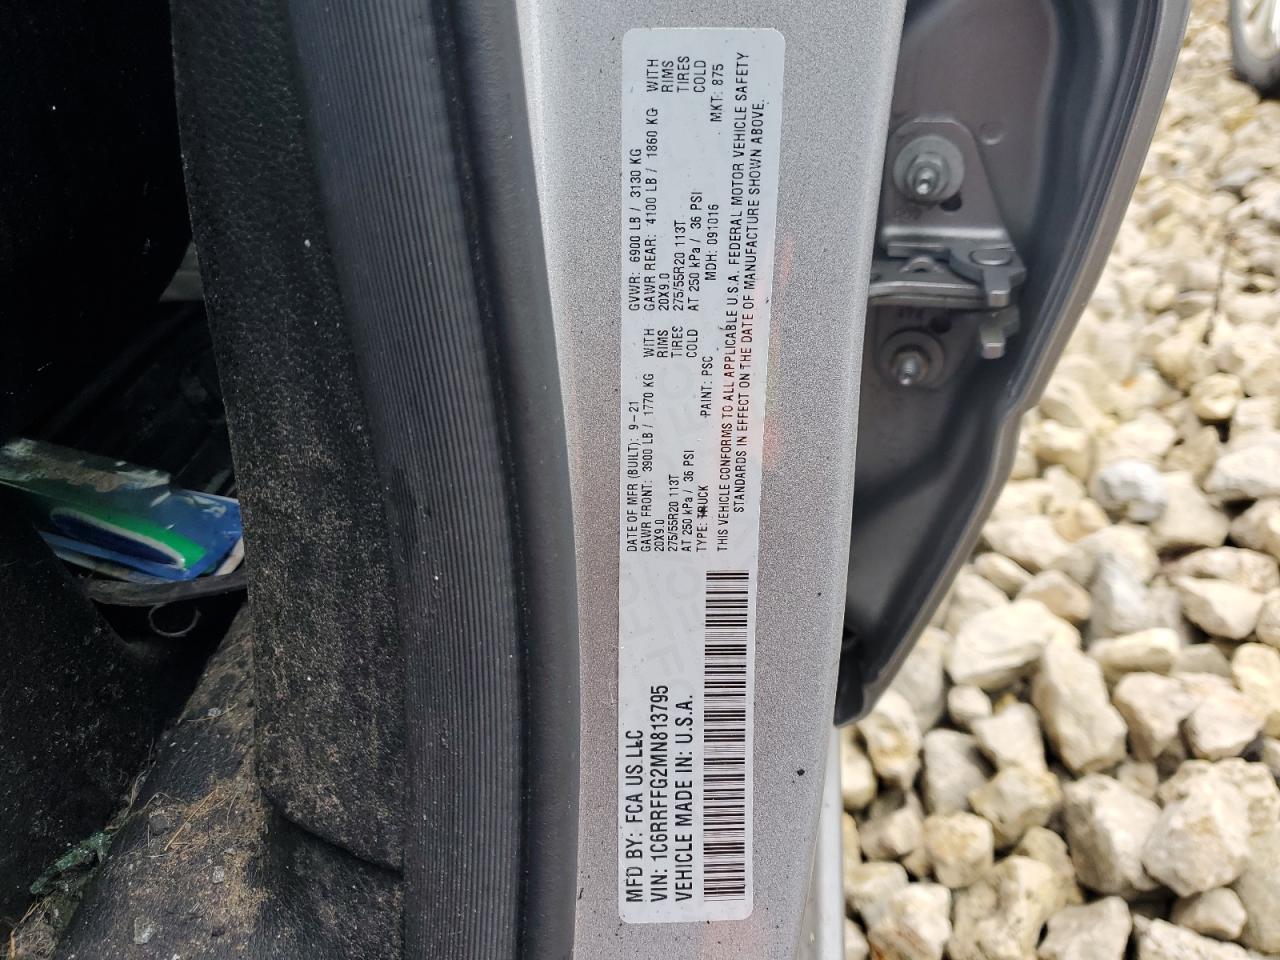 MFD BY: FCA US LLC
VIN: 1C6RRFFG2MN813795
VEHICLE MADE IN: U.S.A.
DATE OF MFR (BUILT): 9-21 GVWR: 6900 LB / 3130 KG
GAWR FRONT: 3900 LB / 1770 KG WITH GAWR REAR: 4100 LB / 1860 KG WITH
20X9.0 RIMS 20X9.0 RIMS
275/55R20 113T TIRES 275/55R20 113T TIRES
AT 250 kPa / 36 PSI COLD AT 250 kPa / 36 PSI COLD
TYPE: TRUCK PAINT: PSC MDH: 091016 MKT: 875
THIS VEHICLE CONFORMS TO ALL APPLICABLE U.S.A. FEDERAL MOTOR VEHICLE SAFETY
STANDARDS IN EFFECT ON THE DATE OF MANUFACTURE SHOWN ABOVE.